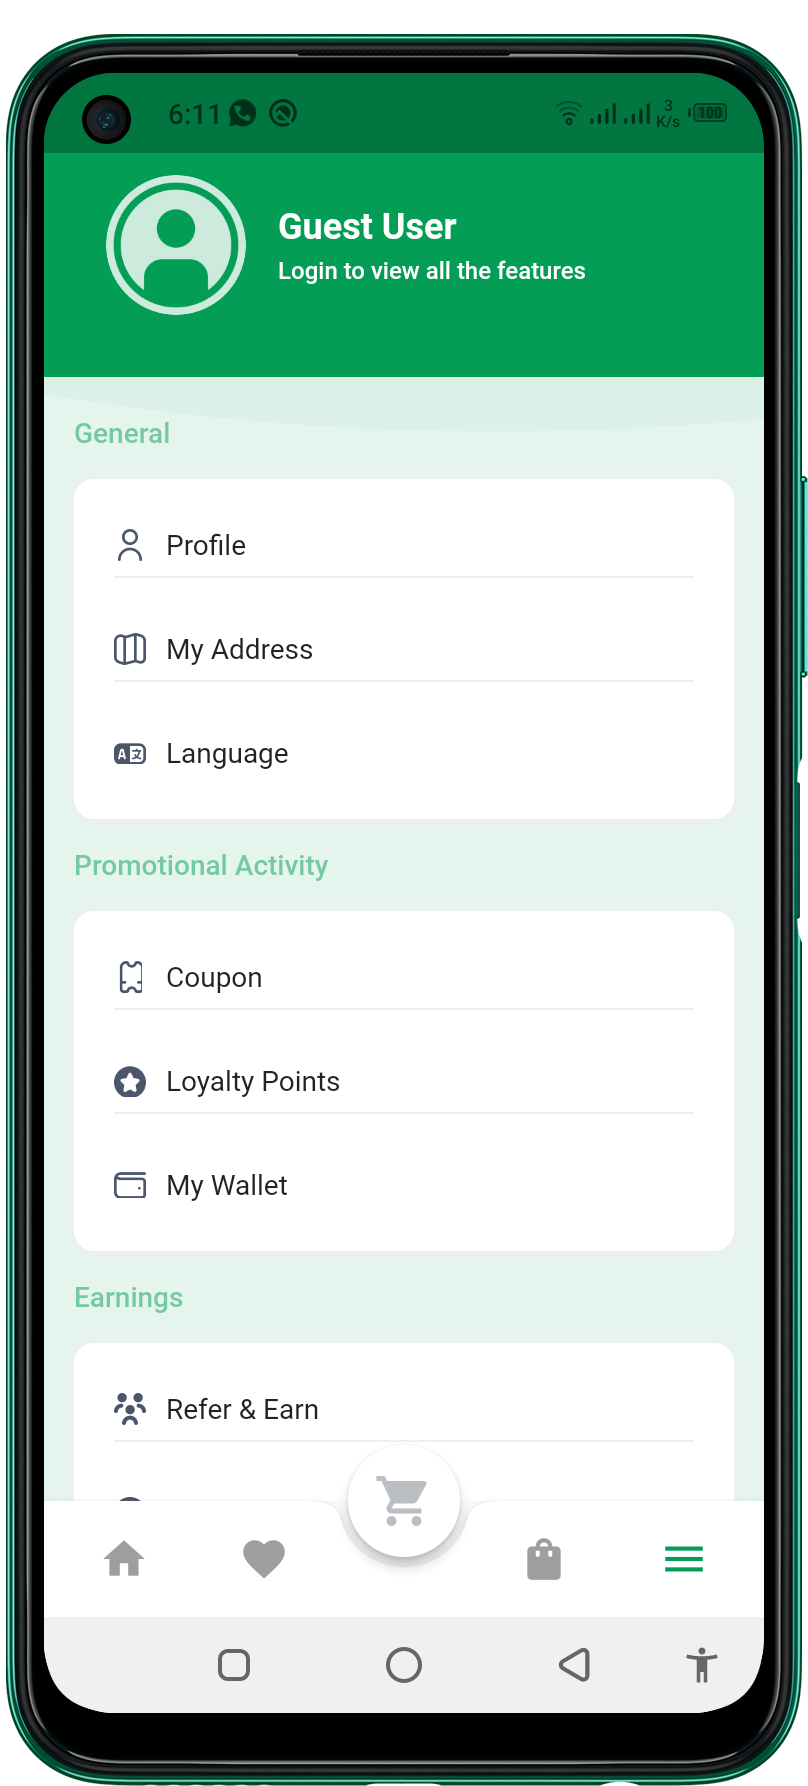 6:11
3
K/s
100
Guest User
Login to view all the features
General
Profile
My Address
A 文
Language
Promotional Activity
Coupon
Loyalty Points
My Wallet
Earnings
Refer & Earn